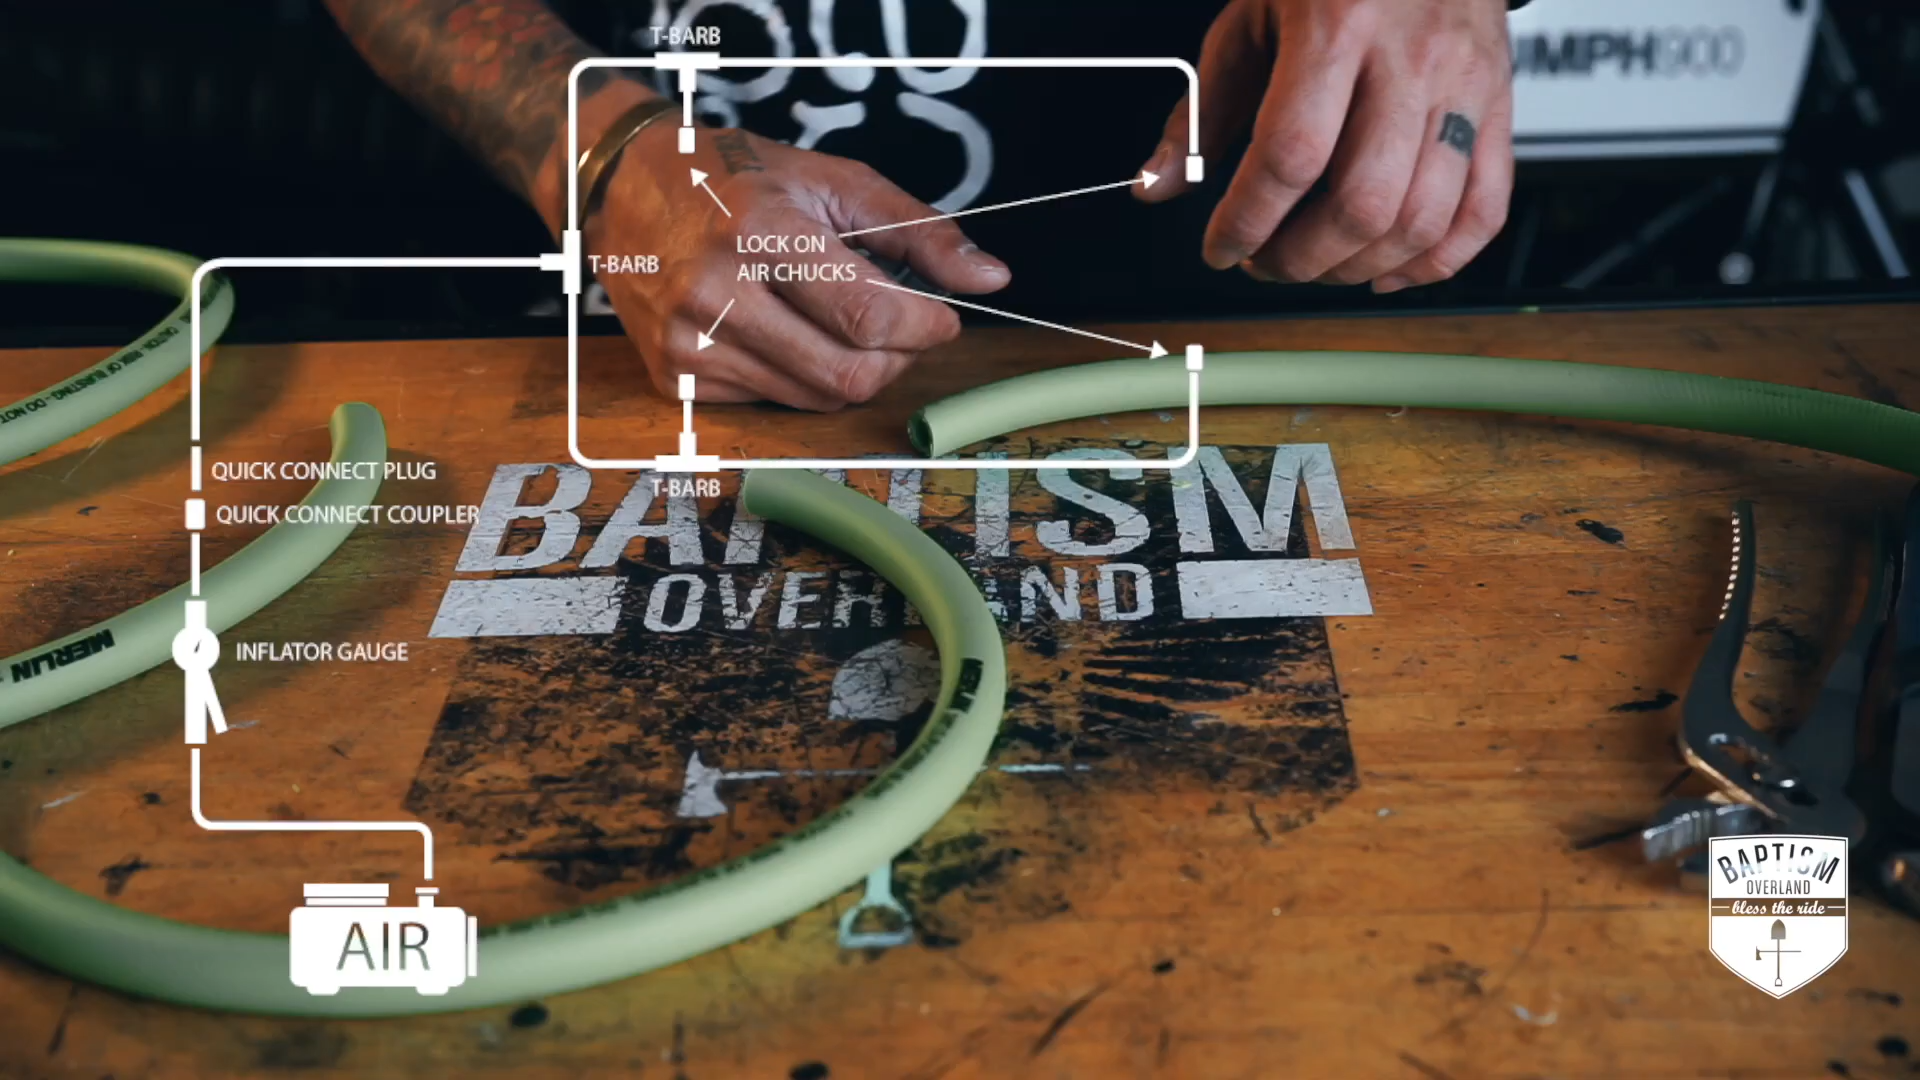 T-BARB
UMPH900
T-BARB
LOCK ON
AIR CHUCKS
QUICK CONNECT PLUG
QUICK CONNECT COUPLER
T-BARB
INFLATOR GAUGE
MERLIN
BAPTISM
OVERLAND
AIR
BAPTISM
OVERLAND
bless the ride